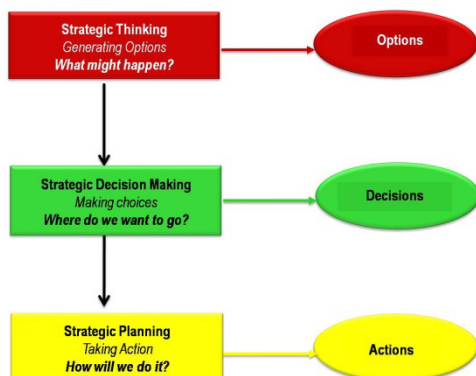 Strategic Thinking
Generating Options
What might happen?
Options
Strategic Decision Making
Making choices
Where do we want to go?
Decisions
Strategic Planning
Taking Action
How will we do it?
Actions